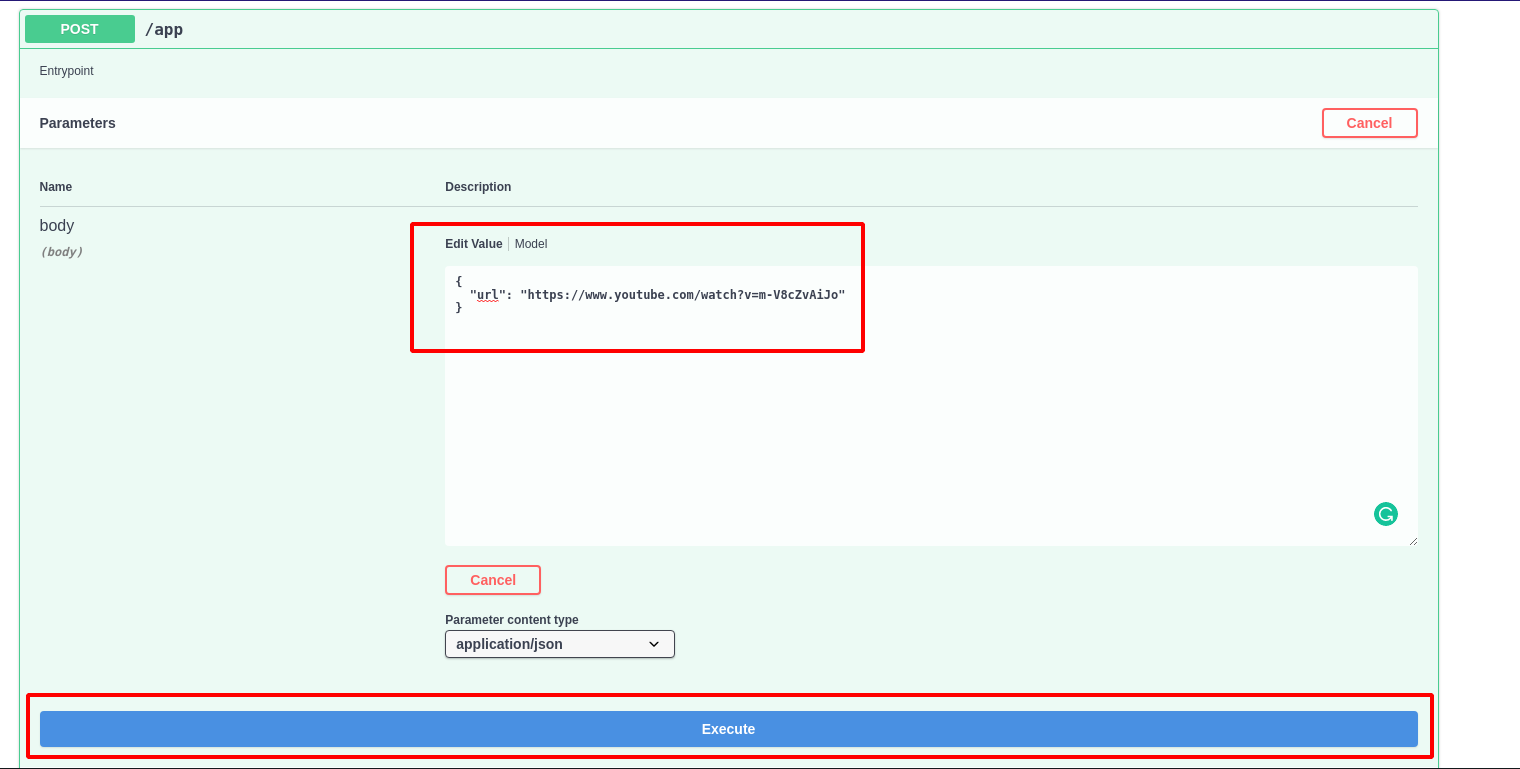 POST /app
Entrypoint
Parameters Cancel
Name Description
body
(body)
Edit Value Model
{
"url": "https://www.youtube.com/watch?v=m-V8cZvAiJo"
}
Cancel
Parameter content type
application/json
Execute